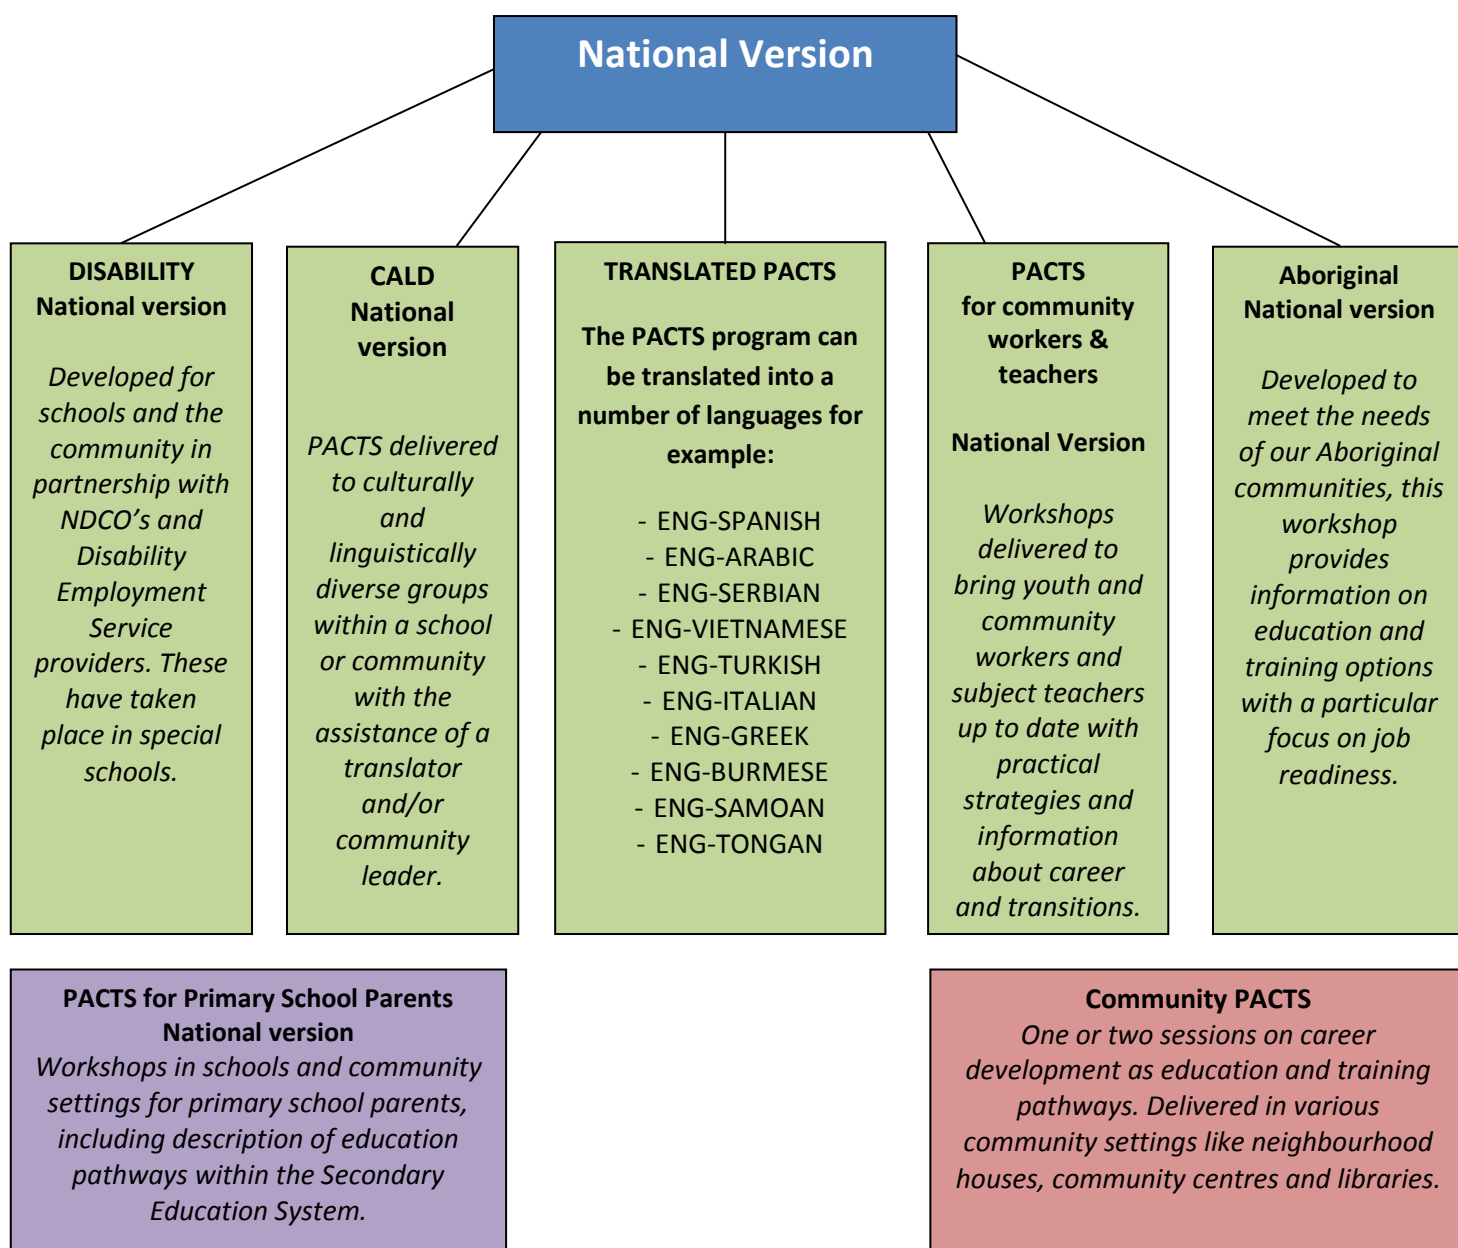 National Version
DISABILITY
National version
Developed for
schools and the
community in
partnership with
NDCO’s and
Disability
Employment
Service
providers. These
have taken
place in special
schools.
CALD
National
version
PACTS delivered
to culturally
and
linguistically
diverse groups
within a school
or community
with the
assistance of a
translator
and/or
community
leader.
TRANSLATED PACTS
The PACTS program can
be translated into a
number of languages for
example:
- ENG-SPANISH
- ENG-ARABIC
- ENG-SERBIAN
- ENG-VIETNAMESE
- ENG-TURKISH
- ENG-ITALIAN
- ENG-GREEK
- ENG-BURMESE
- ENG-SAMOAN
- ENG-TONGAN
PACTS
for community
workers &
teachers
National Version
Workshops
delivered to
bring youth and
community
workers and
subject teachers
up to date with
practical
strategies and
information
about career
and transitions.
Aboriginal
National version
Developed to
meet the needs
of our Aboriginal
communities, this
workshop
provides
information on
education and
training options
with a particular
focus on job
readiness.
PACTS for Primary School Parents
National version
Workshops in schools and community
settings for primary school parents,
including description of education
pathways within the Secondary
Education System.
Community PACTS
One or two sessions on career
development as education and training
pathways. Delivered in various
community settings like neighbourhood
houses, community centres and libraries.